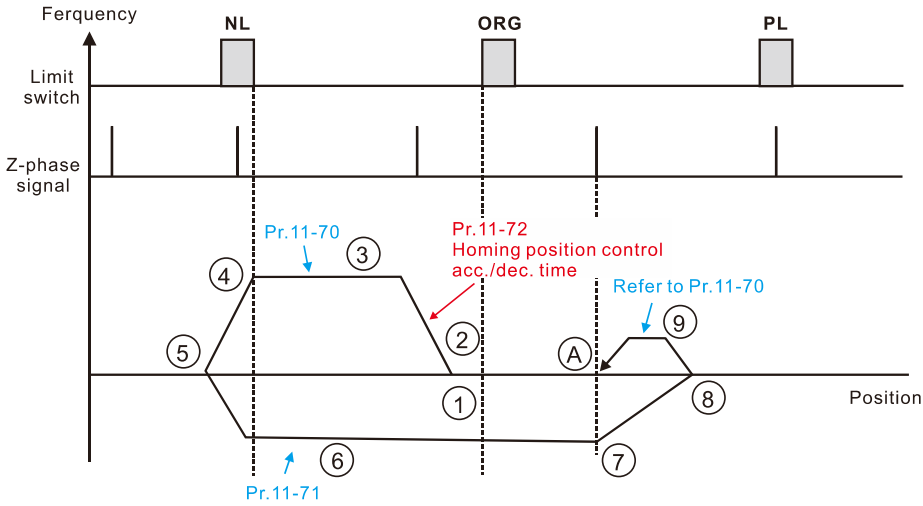 Ferquency
NL
ORG
PL
Limit
switch
Z-phase
signal
Pr.11-70
Pr.11-72
Homing position control
acc./dec. time
Refer to Pr.11-70
3
4
9
2
A
5
1
8
Position
6
7
Pr.11-71